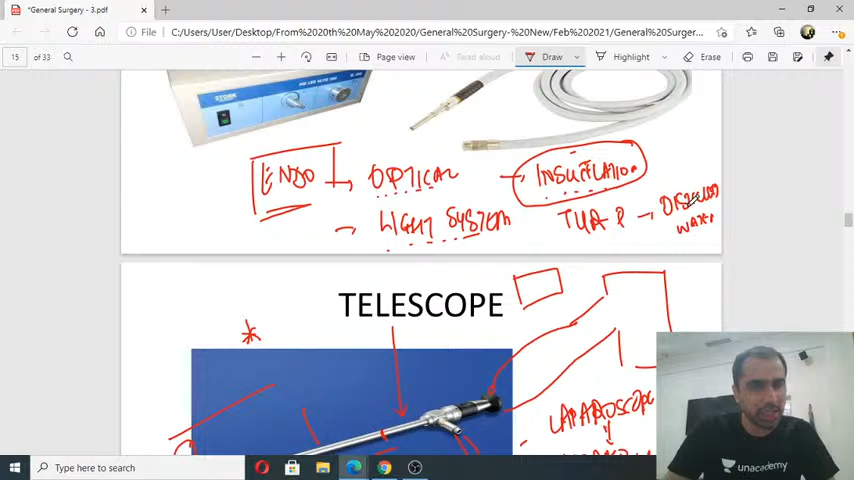 *General Surgery - 3.pdf
File
C:/Users/User/Desktop/From%2020th%20May%202020/General%20Surgery-%20New/Feb%202021/General%20Surger...
15 of 33
Page view
Read aloud
Draw
Highlight
Erase
STORZ
ENDO → OPTICAL → INSUFFLATION
→ LIGHT SYSTEM
TUR P → DISTILLED
WATER
TELESCOPE
*
LAPAROSCOPE
unacademy
Type here to search